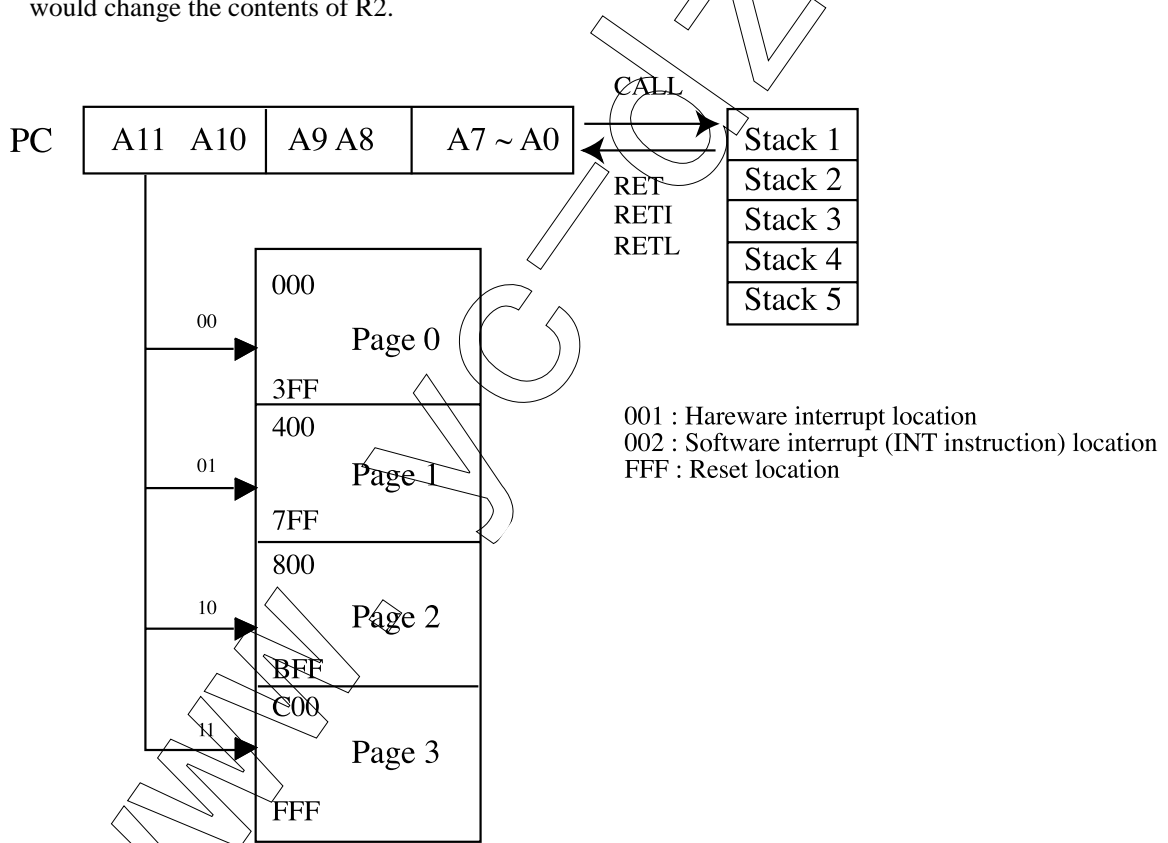 would change the contents of R2.
CALL
PC A11 A10 A9 A8 A7 ~ A0
Stack 1
Stack 2
Stack 3
Stack 4
Stack 5
RET
RETI
RETL
000
00
Page 0
3FF
400
01
Page 1
7FF
800
10
Page 2
BFF
C00
11
Page 3
FFF
001 : Hareware interrupt location
002 : Software interrupt (INT instruction) location
FFF : Reset location